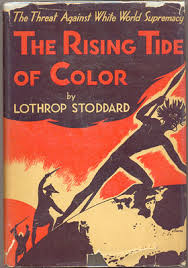 The Threat Against White World Supremacy
THE RISING TIDE
OF COLOR
by
LOTHROP
STODDARD